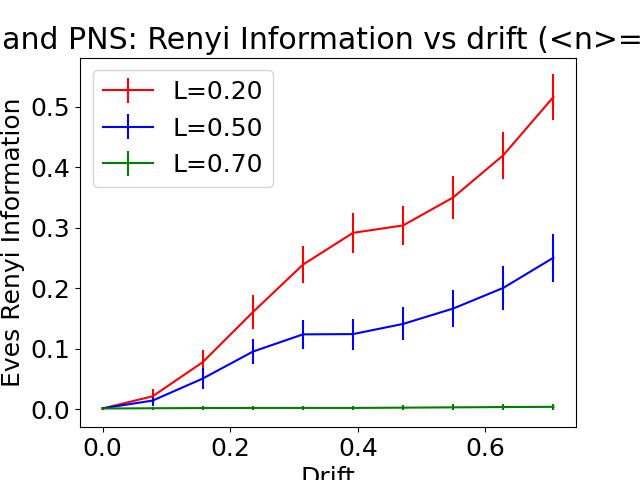 and PNS: Renyi Information vs drift (<n>=
L=0.20
L=0.50
L=0.70
Eves Renyi Information
0.5
0.4
0.3
0.2
0.1
0.0
0.0 0.2 0.4 0.6
Drift